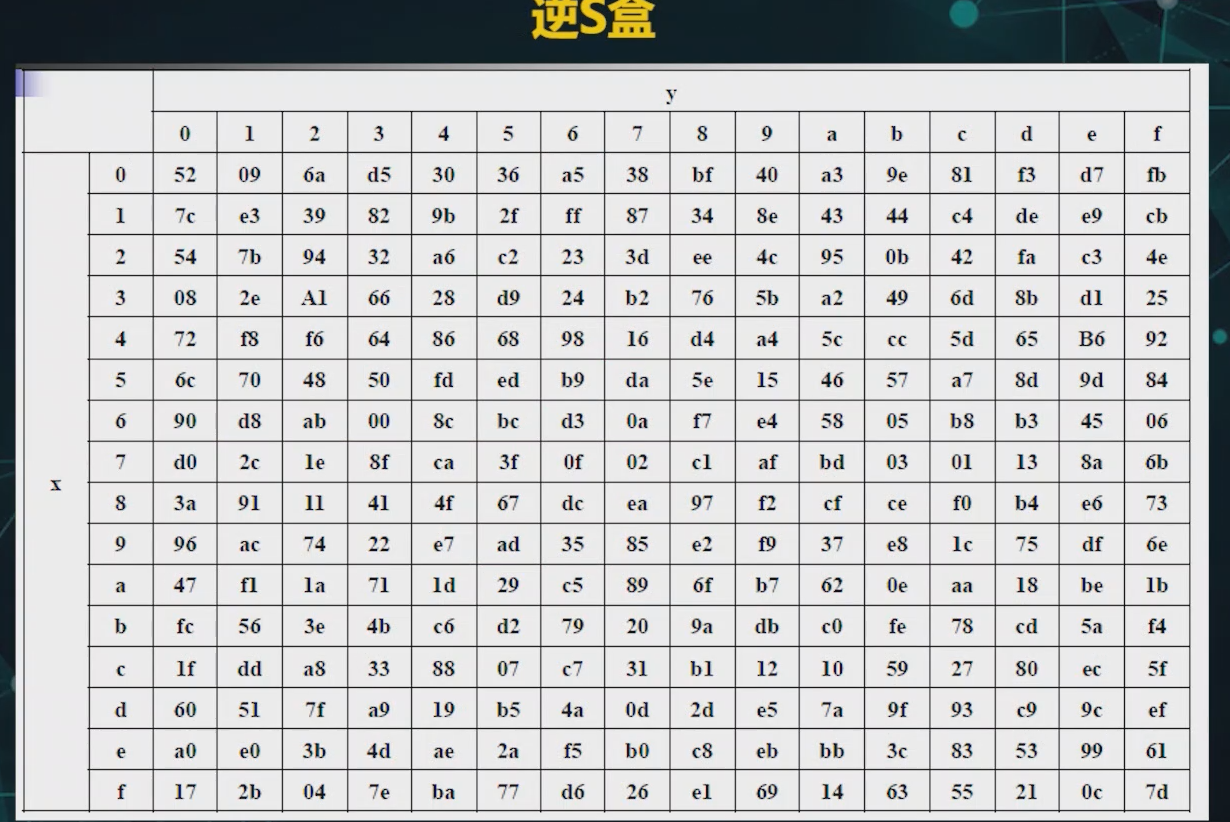 逆S盒
y
0 1 2 3 4 5 6 7 8 9 a b c d e f
0 52 09 6a d5 30 36 a5 38 bf 40 a3 9e 81 f3 d7 fb
1 7c e3 39 82 9b 2f ff 87 34 8e 43 44 c4 de e9 cb
2 54 7b 94 32 a6 c2 23 3d ee 4c 95 0b 42 fa c3 4e
3 08 2e A1 66 28 d9 24 b2 76 5b a2 49 6d 8b d1 25
4 72 f8 f6 64 86 68 98 16 d4 a4 5c cc 5d 65 B6 92
5 6c 70 48 50 fd ed b9 da 5e 15 46 57 a7 8d 9d 84
6 90 d8 ab 00 8c bc d3 0a f7 e4 58 05 b8 b3 45 06
7 d0 2c 1e 8f ca 3f 0f 02 c1 af bd 03 01 13 8a 6b
x
8 3a 91 11 41 4f 67 dc ea 97 f2 cf ce f0 b4 e6 73
9 96 ac 74 22 e7 ad 35 85 e2 f9 37 e8 1c 75 df 6e
a 47 f1 1a 71 1d 29 c5 89 6f b7 62 0e aa 18 be 1b
b fc 56 3e 4b c6 d2 79 20 9a db c0 fe 78 cd 5a f4
c 1f dd a8 33 88 07 c7 31 b1 12 10 59 27 80 ec 5f
d 60 51 7f a9 19 b5 4a 0d 2d e5 7a 9f 93 c9 9c ef
e a0 e0 3b 4d ae 2a f5 b0 c8 eb bb 3c 83 53 99 61
f 17 2b 04 7e ba 77 d6 26 e1 69 14 63 55 21 0c 7d